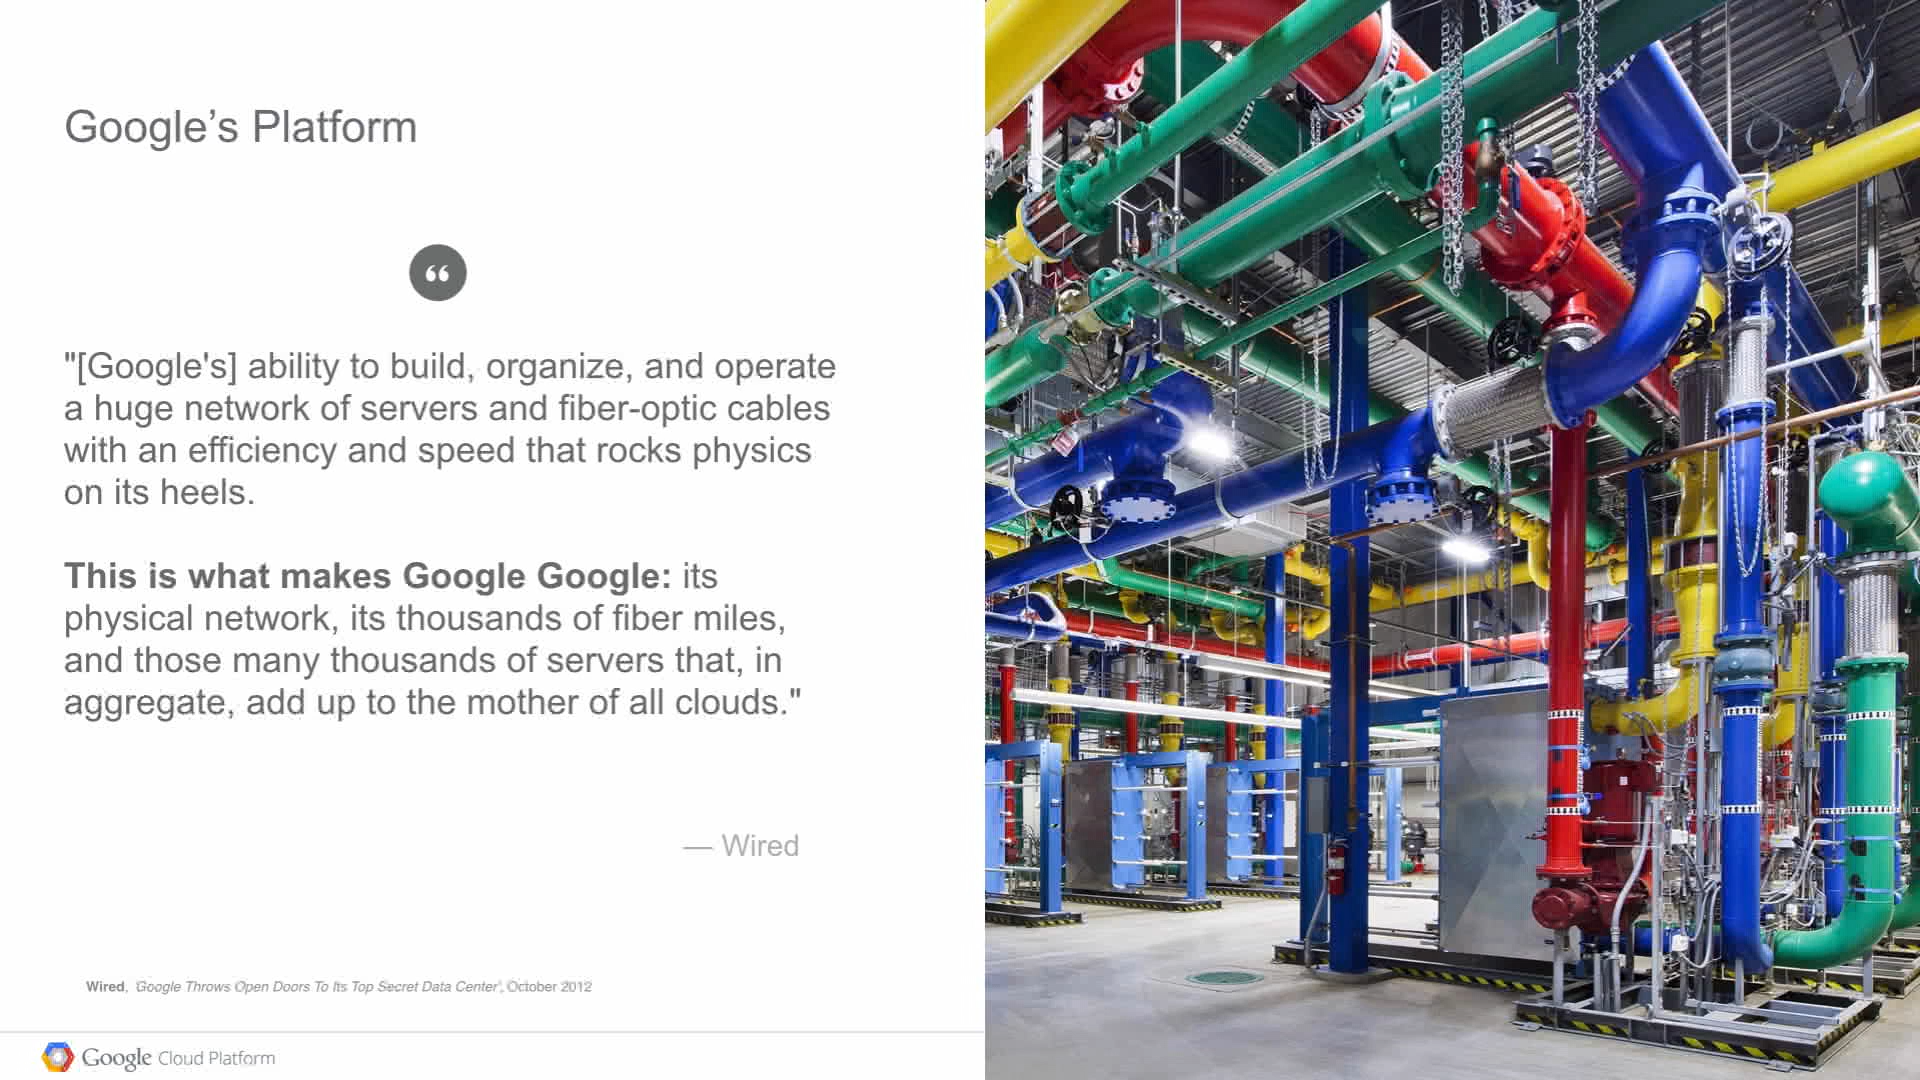 Google’s Platform
“
"[Google's] ability to build, organize, and operate
a huge network of servers and fiber-optic cables
with an efficiency and speed that rocks physics
on its heels.
This is what makes Google Google: its
physical network, its thousands of fiber miles,
and those many thousands of servers that, in
aggregate, add up to the mother of all clouds."
— Wired
Wired, 'Google Throws Open Doors To Its Top Secret Data Center', October 2012
Google Cloud Platform